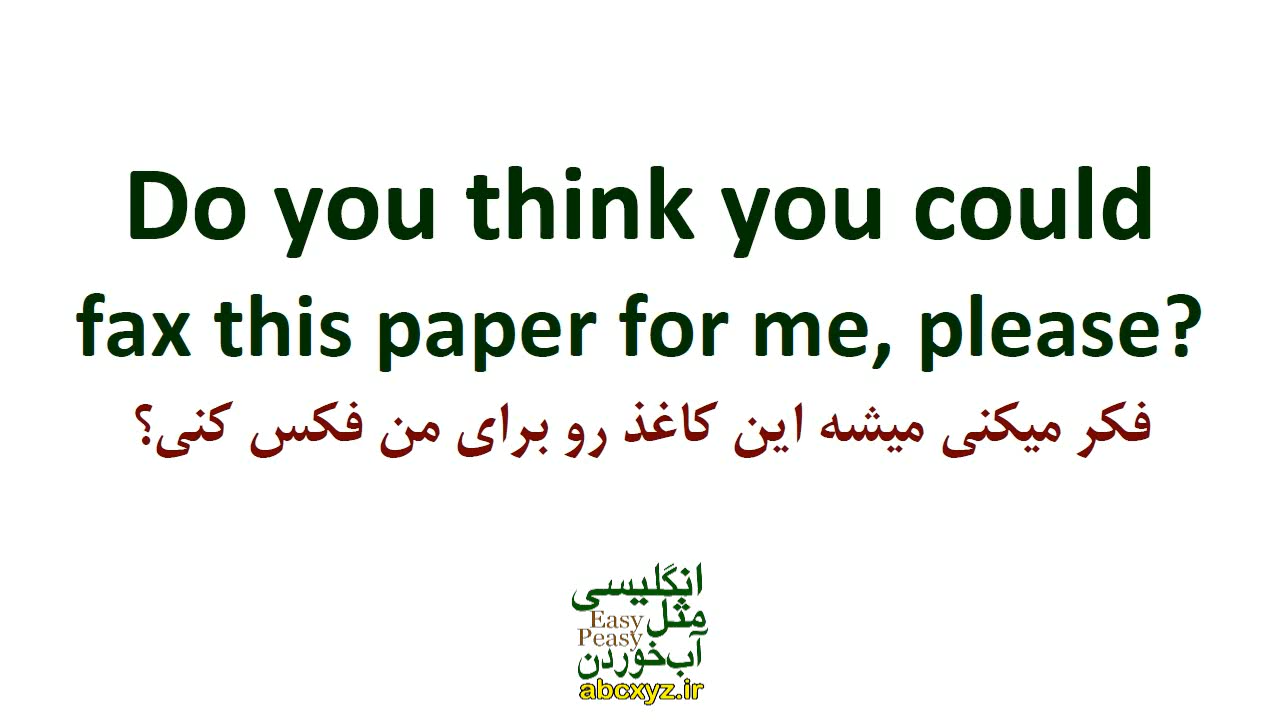 Do you think you could
fax this paper for me, please?
فکر میکنی میشه این کاغذ رو برای من فکس کنی؟
انگلیسی
مثل
Easy
Peasy
آب‌خوردن
abcxyz.ir